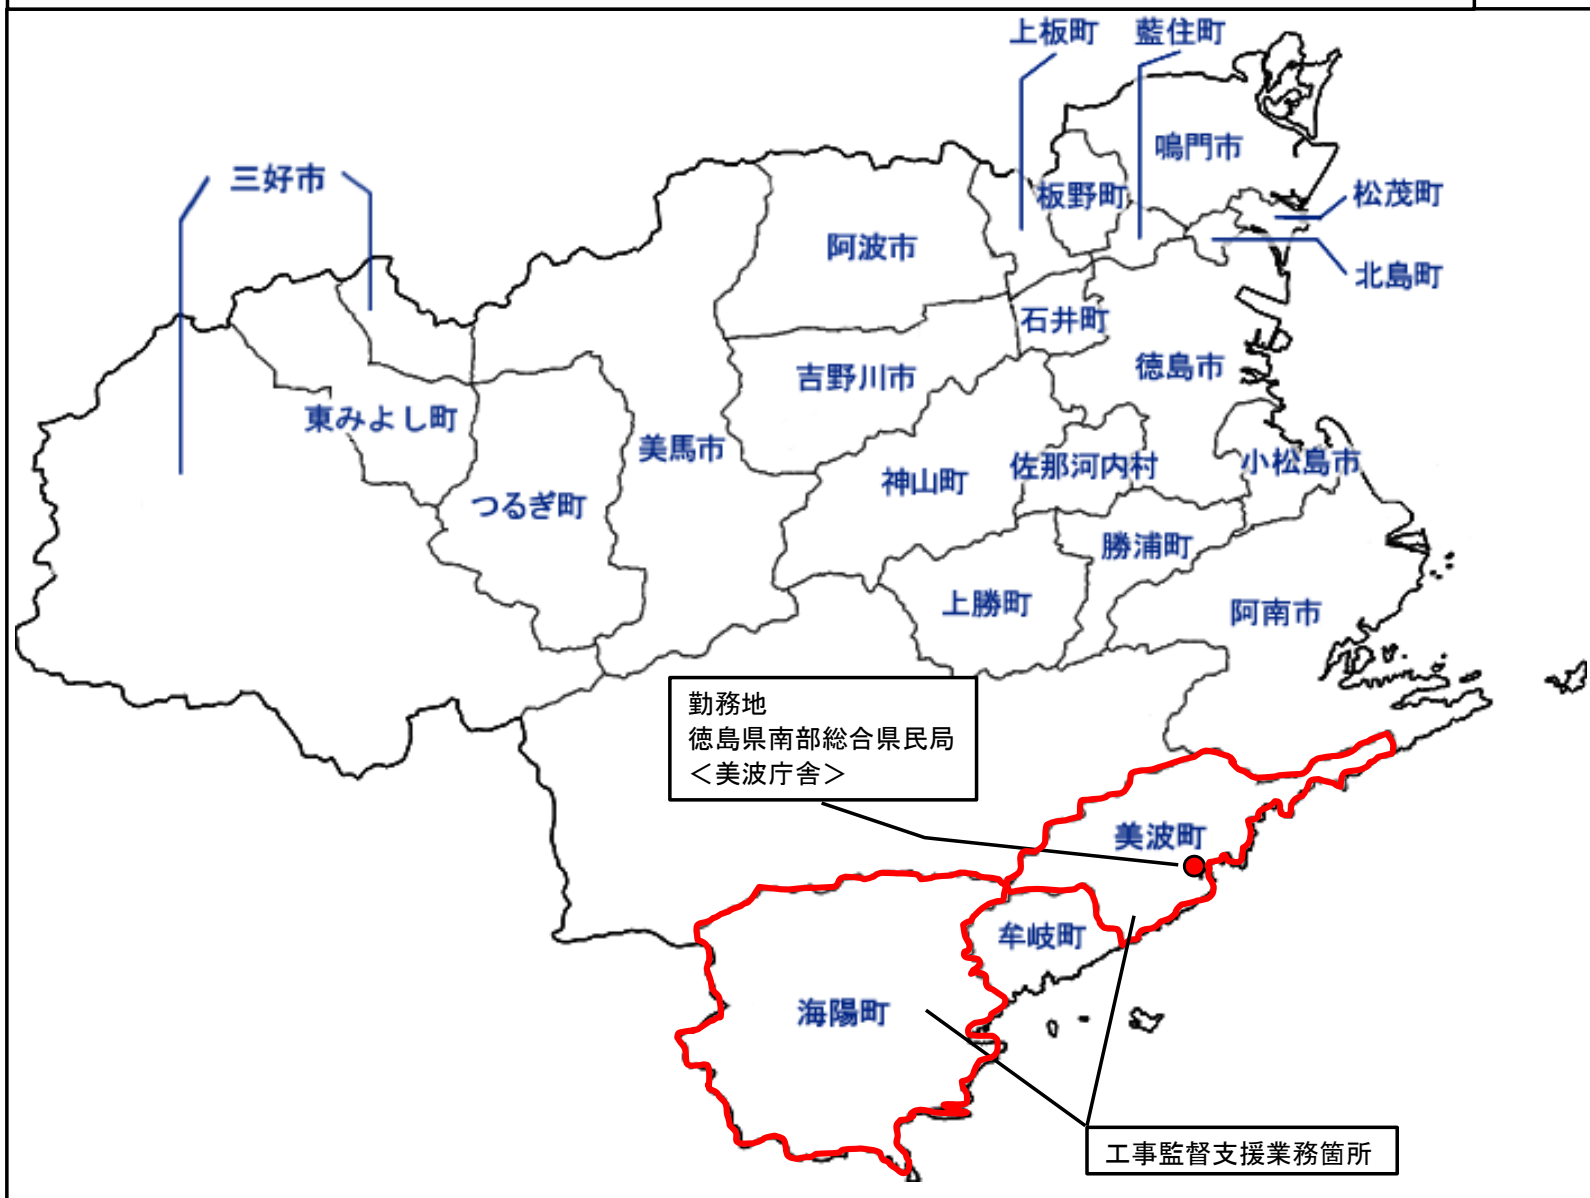 上板町
藍住町
鳴門市
三好市
板野町
松茂町
阿波市
北島町
石井町
徳島市
吉野川市
東みよし町
美馬市
小松島市
佐那河内村
神山町
つるぎ町
勝浦町
上勝町
阿南市
勤務地
徳島県南部総合県民局
<美波庁舎>
美波町
牟岐町
海陽町
工事監督支援業務箇所